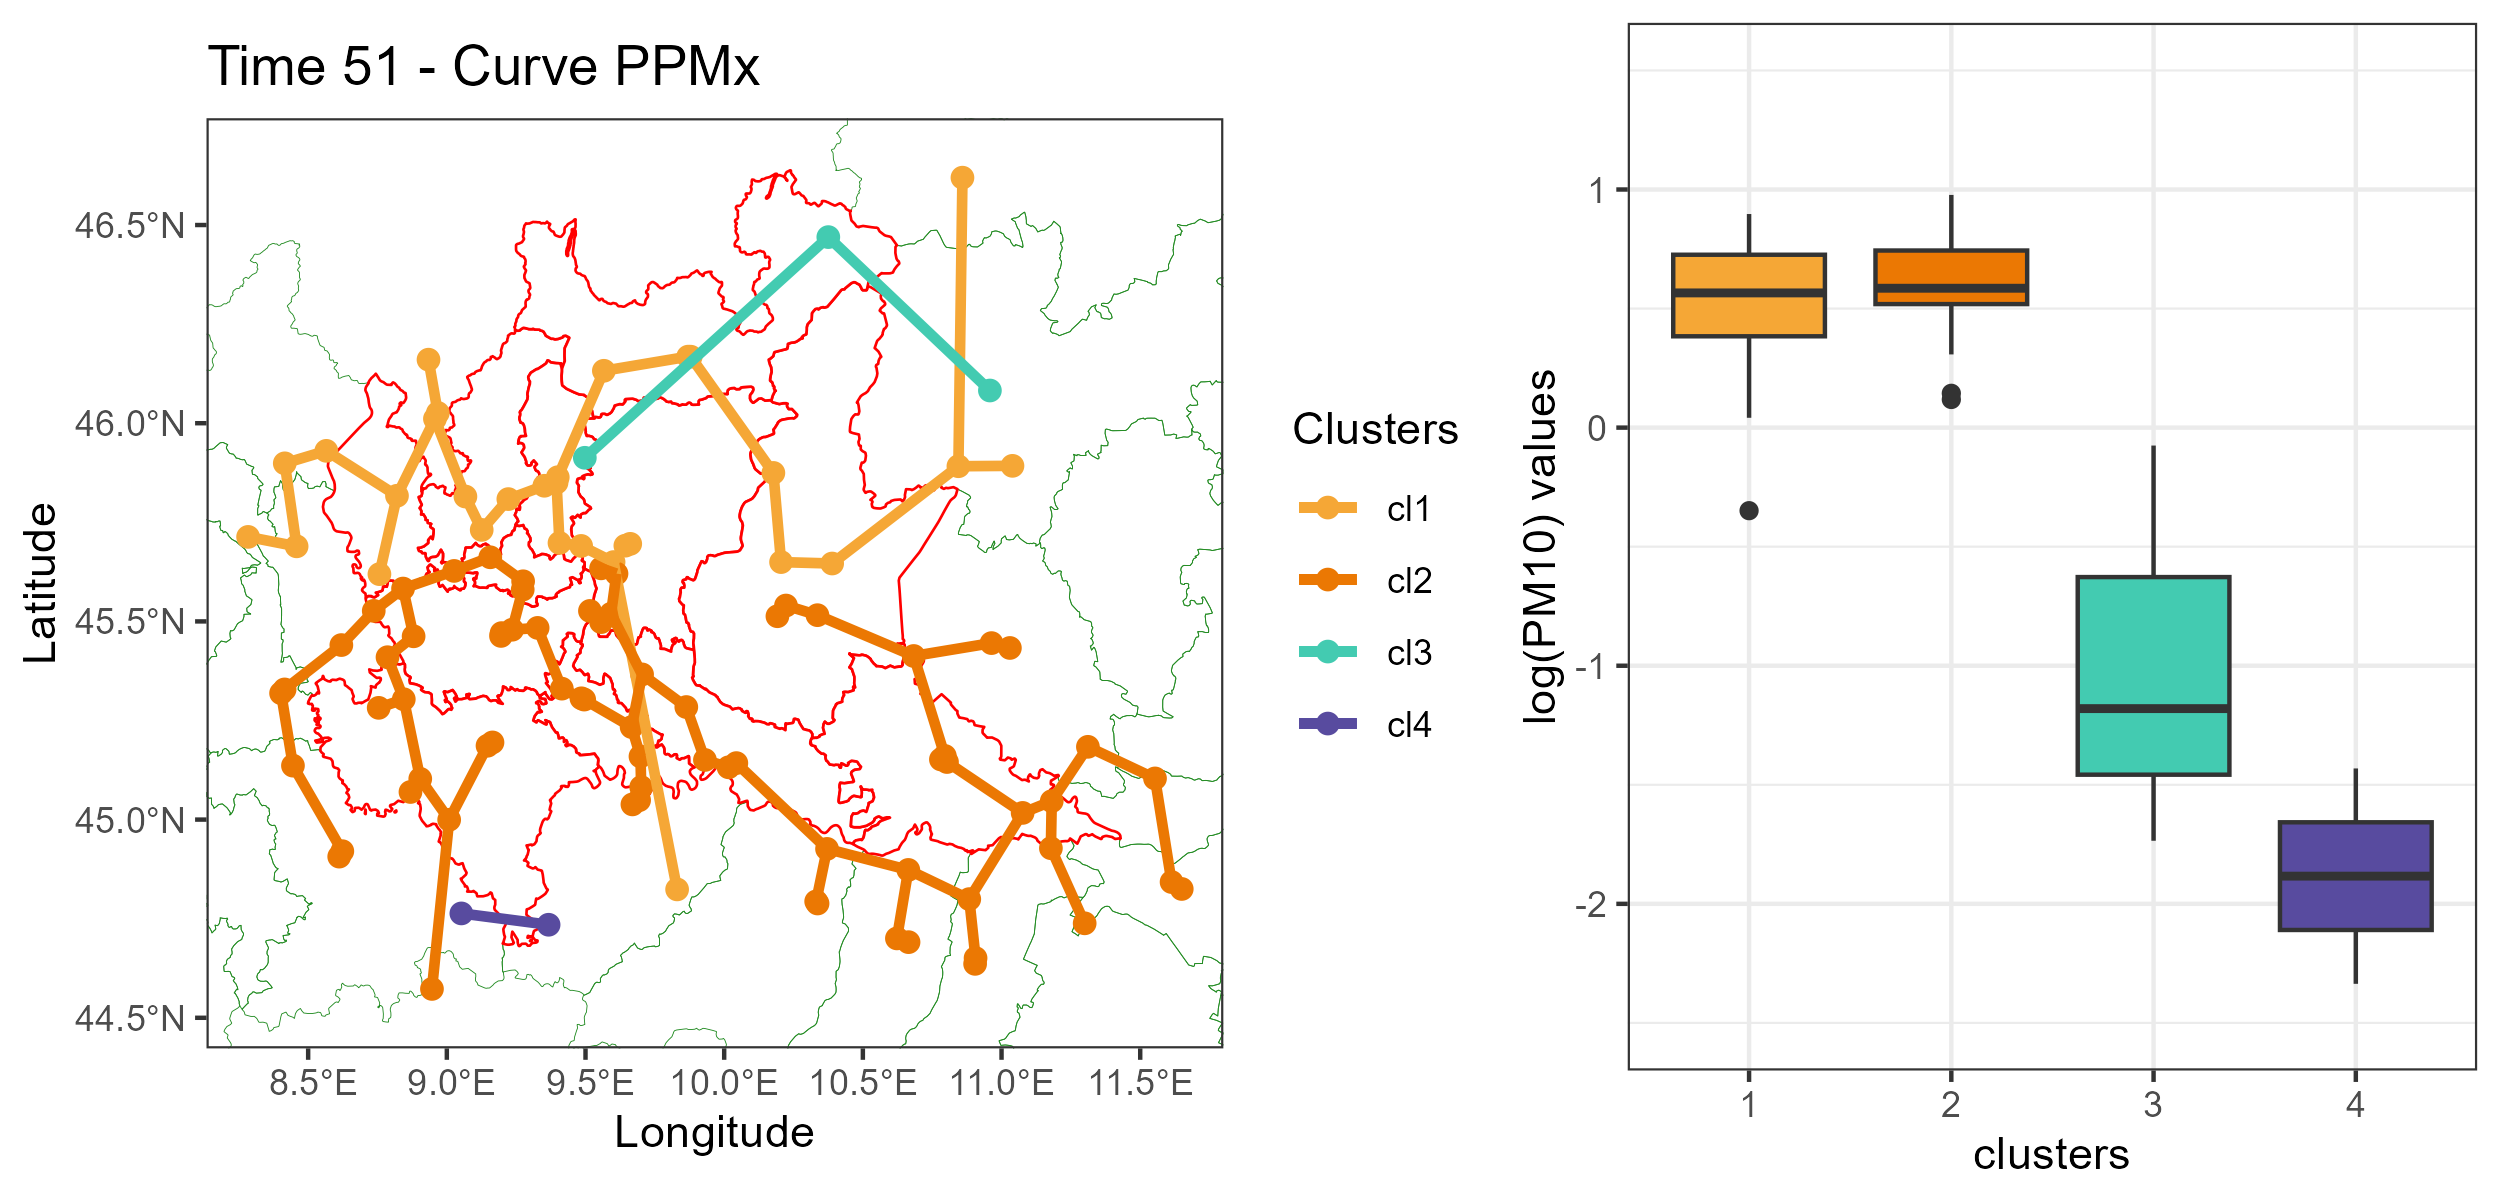 Time 51 - Curve PPMx
Latitude
46.5°N
46.0°N
45.5°N
45.0°N
44.5°N
8.5°E 9.0°E 9.5°E 10.0°E 10.5°E 11.0°E 11.5°E
Longitude
Clusters
cl1
cl2
cl3
cl4
log(PM10) values
1
0
-1
-2
1 2 3 4
clusters